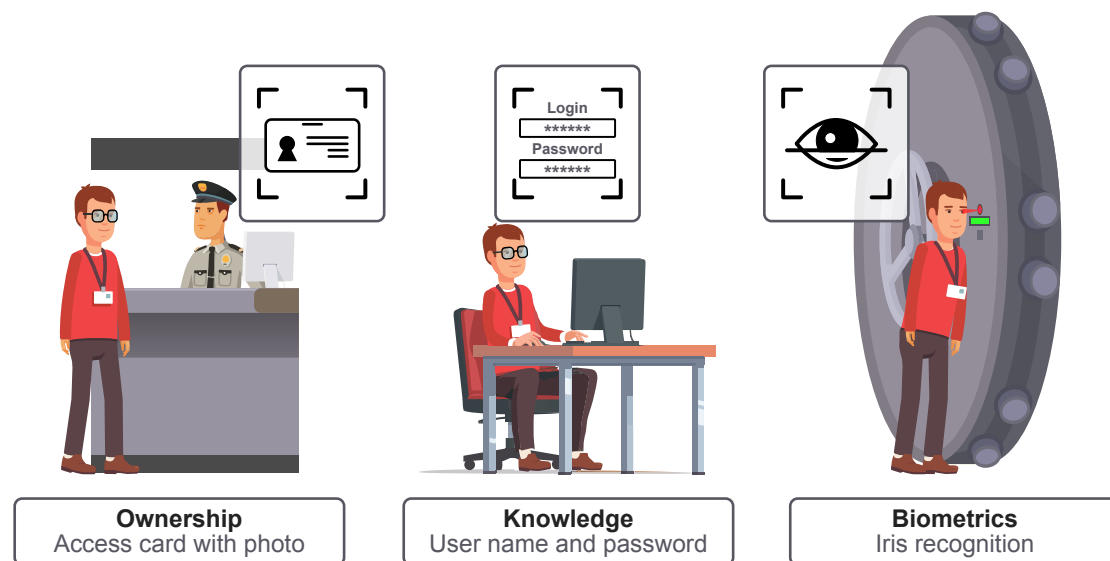 Login
******
Password
******
Ownership
Access card with photo
Knowledge
User name and password
Biometrics
Iris recognition